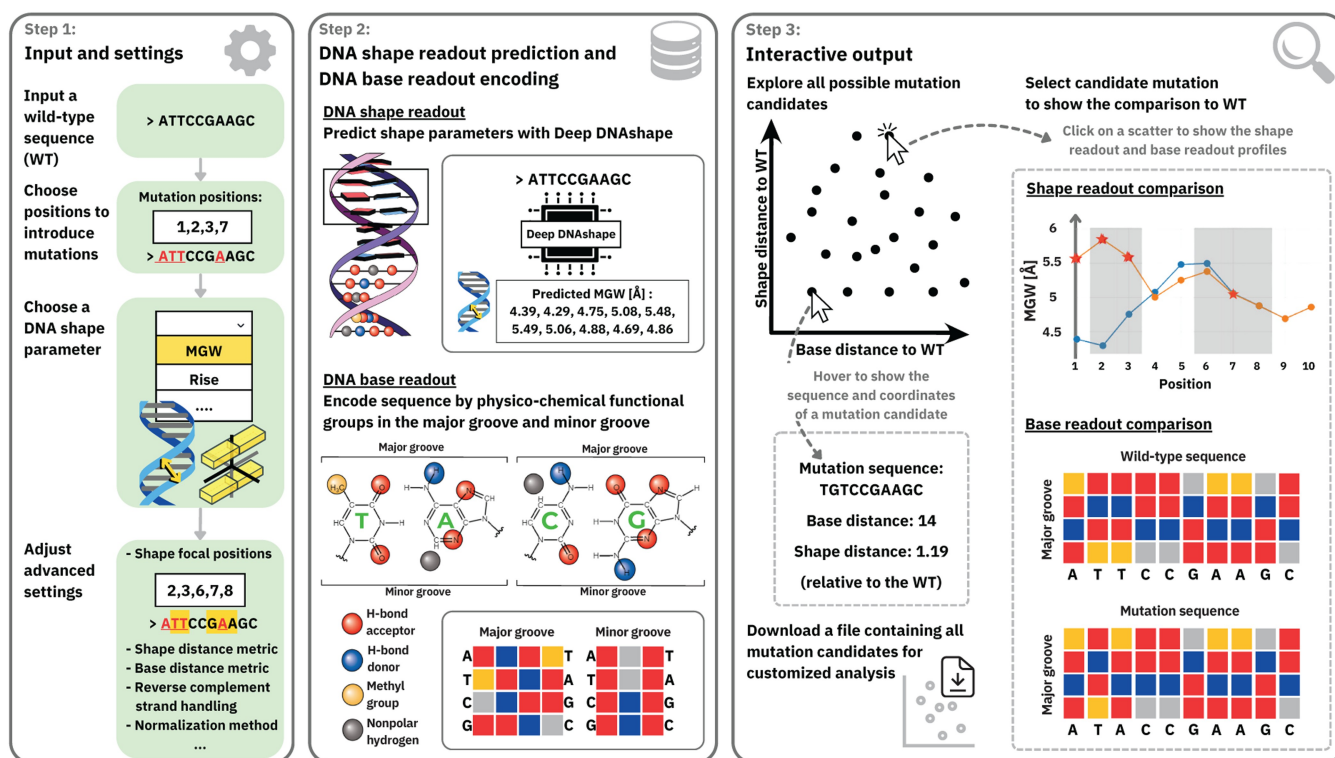 Step 1:
Input and settings
Input a
wild-type
sequence
(WT)
> ATTCCGAAGC
Choose
positions to
introduce
mutations
Mutation positions:
1,2,3,7
> ATTCCGAAGC
Choose a
DNA shape
parameter
MGW
Rise
....
Adjust
advanced
settings
- Shape focal positions
2,3,6,7,8
> ATTCCGAAGC
- Shape distance metric
- Base distance metric
- Reverse complement
strand handling
- Normalization method
...
Step 2:
DNA shape readout prediction and
DNA base readout encoding
DNA shape readout
Predict shape parameters with Deep DNAshape
> ATTCCGAAGC
Deep DNAshape
Predicted MGW [Å] :
4.39, 4.29, 4.75, 5.08, 5.48,
5.49, 5.06, 4.88, 4.69, 4.86
DNA base readout
Encode sequence by physico-chemical functional
groups in the major groove and minor groove
Major groove
Major groove
H₃C O H N H N CH
HC T N H N A N
N O C N
H
H N H O N H
HC C N H N G N
N O N N
H N H
Minor groove
Minor groove
H-bond
acceptor
H-bond
donor
Methyl
group
Nonpolar
hydrogen
Major groove Minor groove
A T A T
T A T A
C G C G
G C G C
Step 3:
Interactive output
Explore all possible mutation
candidates
Shape distance to WT
Base distance to WT
Hover to show the
sequence and coordinates
of a mutation candidate
Mutation sequence:
TGTCCGAAGC
Base distance: 14
Shape distance: 1.19
(relative to the WT)
Download a file containing all
mutation candidates for
customized analysis
Select candidate mutation
to show the comparison to WT
Click on a scatter to show the shape
readout and base readout profiles
Shape readout comparison
MGW [Å]
6
5.5
5
4.5
1 2 3 4 5 6 7 8 9 10
Position
Base readout comparison
Wild-type sequence
Major groove
A T T C C G A A G C
Mutation sequence
Major groove
A T A C C G A A G C